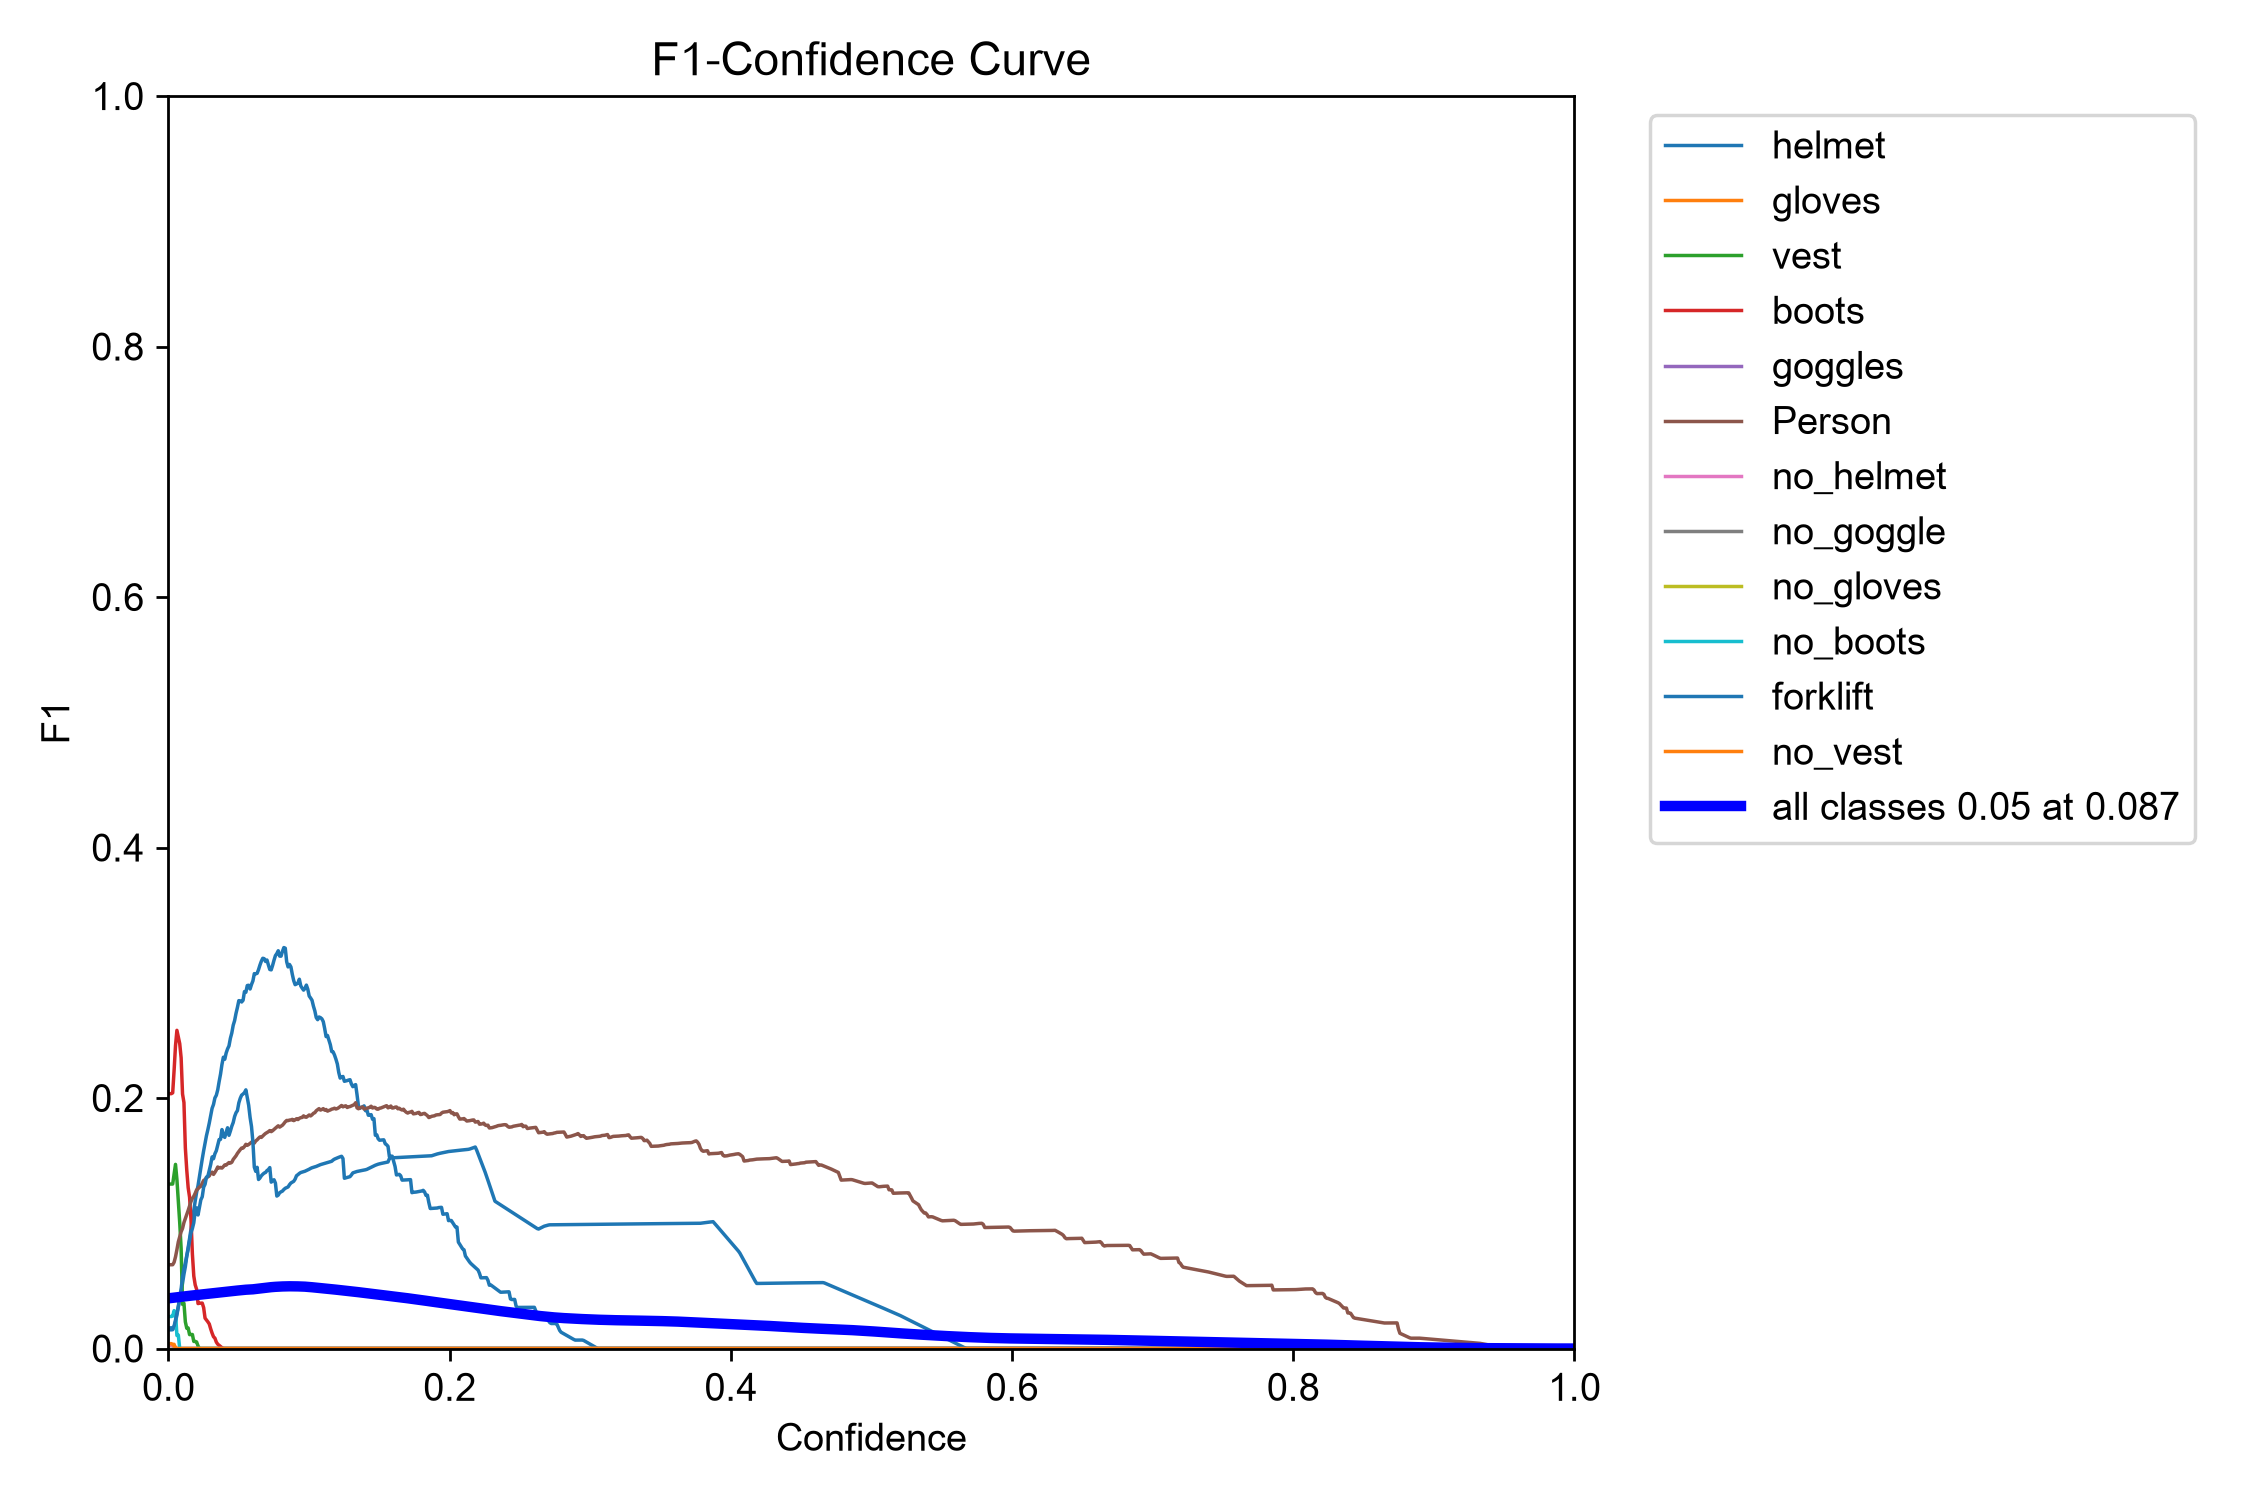 F1-Confidence Curve
1.0
0.8
0.6
0.4
0.2
0.0
F1
0.0 0.2 0.4 0.6 0.8 1.0
Confidence
helmet
gloves
vest
boots
goggles
Person
no_helmet
no_goggle
no_gloves
no_boots
forklift
no_vest
all classes 0.05 at 0.087